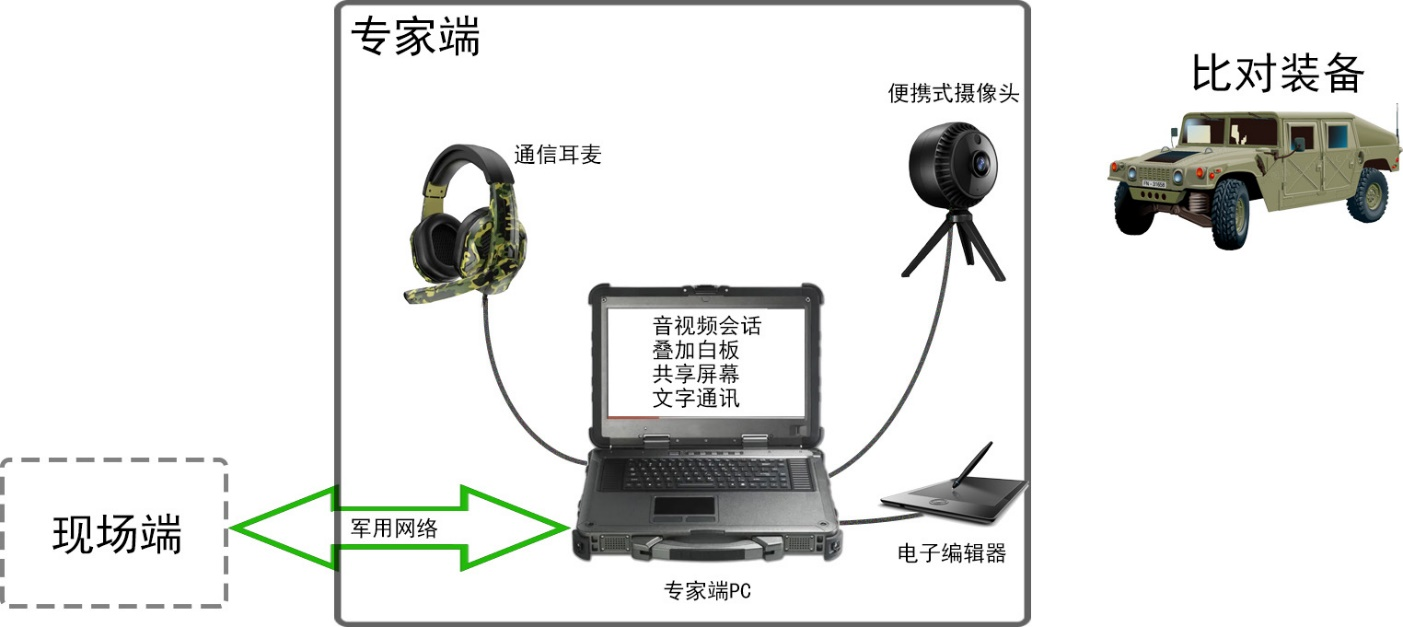 专家端
比对装备
便携式摄像头
通信耳麦
音视频会话
叠加白板
共享屏幕
文字通讯
现场端
军用网络
电子编辑器
专家端PC